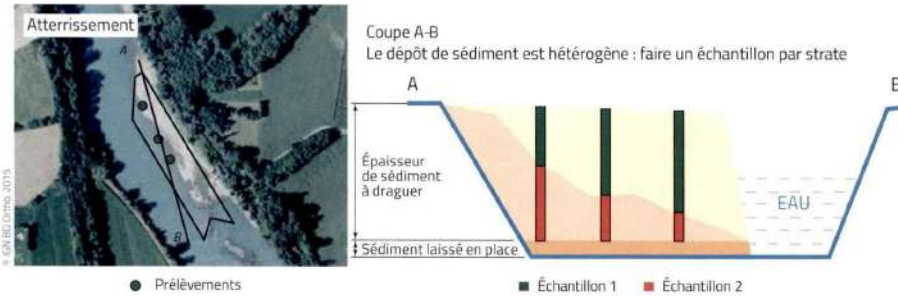 Atterrissement
A
B
© IGN BD Ortho 2015
Prélèvements
Coupe A-B
Le dépôt de sédiment est hétérogène : faire un échantillon par strate
A
B
Épaisseur
de sédiment
à draguer
EAU
Sédiment laissé en place
Échantillon 1
Échantillon 2